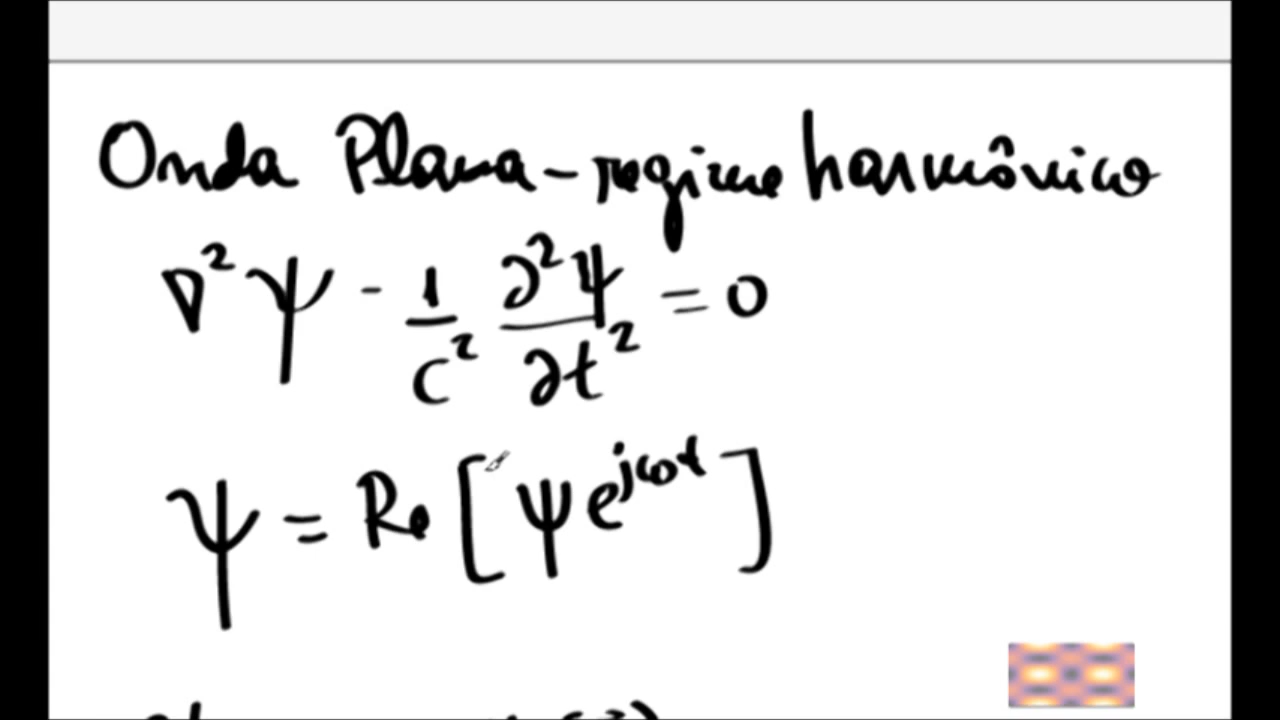 Onda Plana - regime harmônico
∇²ψ - 1/c² ∂²ψ/∂t² = 0
ψ = Re [ψe^jωt]